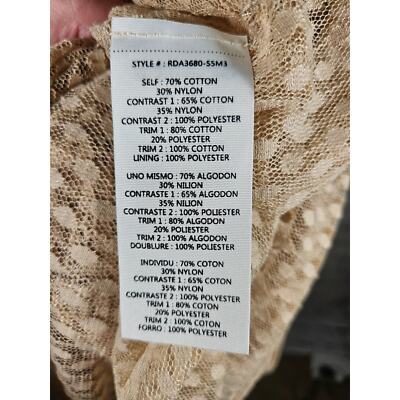 STYLE # : RDA3680-S5M3
SELF : 70% COTTON
30% NYLON
CONTRAST 1 : 65% COTTON
35% NYLON
CONTRAST 2 : 100% POLYESTER
TRIM 1 : 80% COTTON
20% POLYESTER
TRIM 2 : 100% COTTON
LINING : 100% POLYESTER
UNO MISMO : 70% ALGODON
30% NILION
CONTRASTE 1 : 65% ALGODON
35% NILION
CONTRASTE 2 : 100% POLIESTER
TRIM 1 : 80% ALGODON
20% POLYESTER
TRIM 2 : 100% ALGODON
DOUBLURE : 100% POLIESTER
INDIVIDU : 70% COTON
30% NYLON
CONTRASTE 1 : 65% COTON
35% NYLON
CONTRASTE 2 : 100% POLYESTER
TRIM 1 : 80% COTON
20% POLYESTER
TRIM 2 : 100% COTON
FORRO : 100% POLYESTER